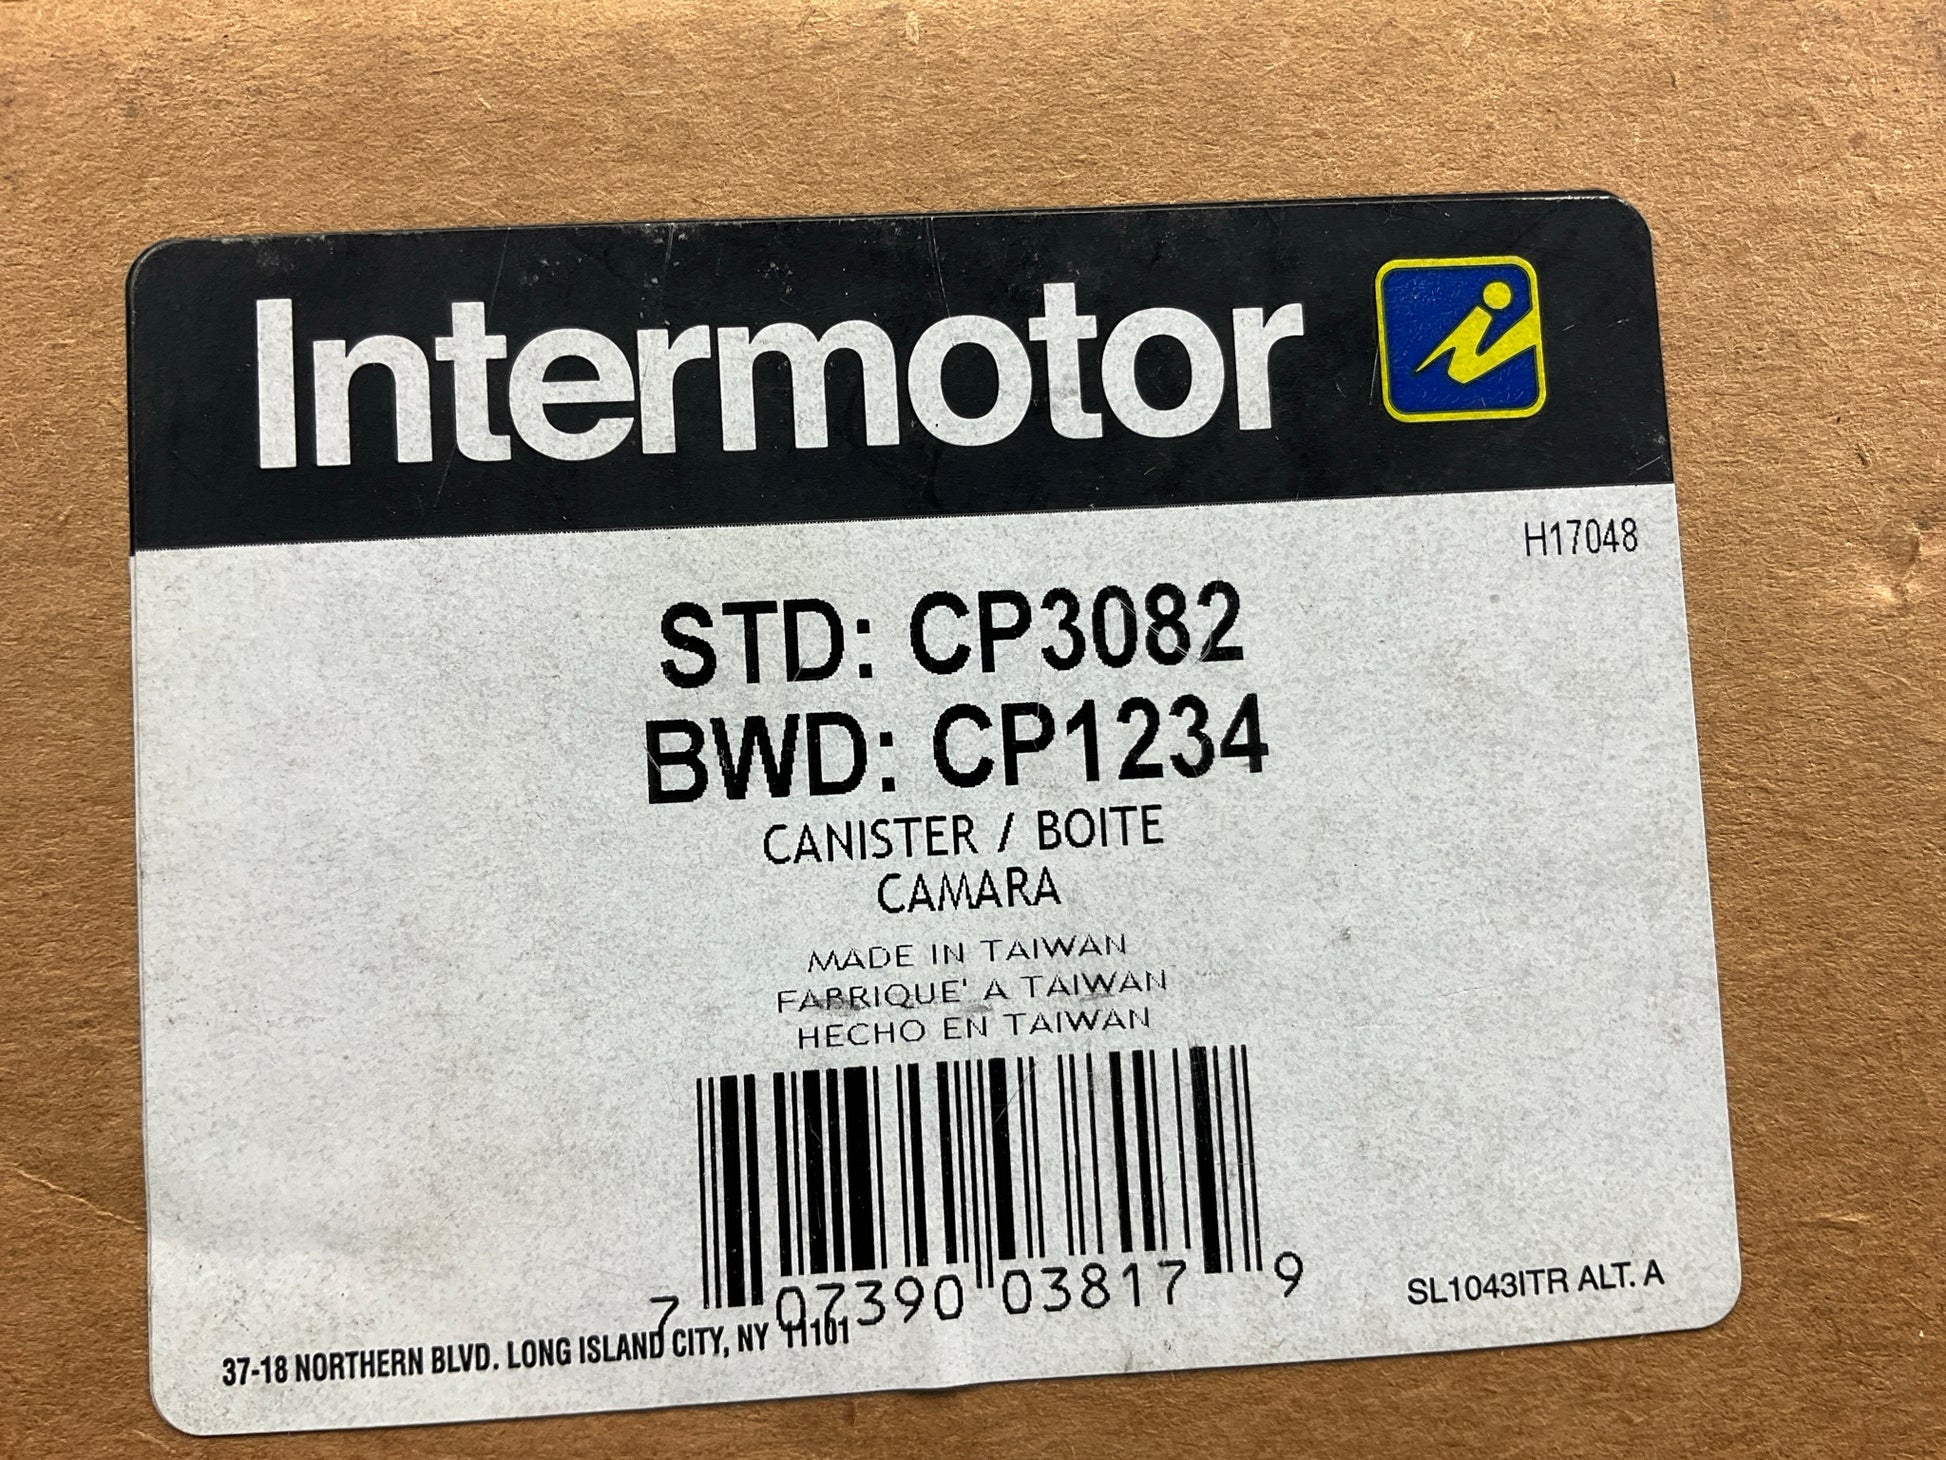 Intermotor
H17048
STD: CP3082
BWD: CP1234
CANISTER / BOITE
CAMARA
MADE IN TAIWAN
FABRIQUE' A TAIWAN
HECHO EN TAIWAN
7 07390 03817 9
SL1043ITR ALT. A
37-18 NORTHERN BLVD. LONG ISLAND CITY, NY 11101